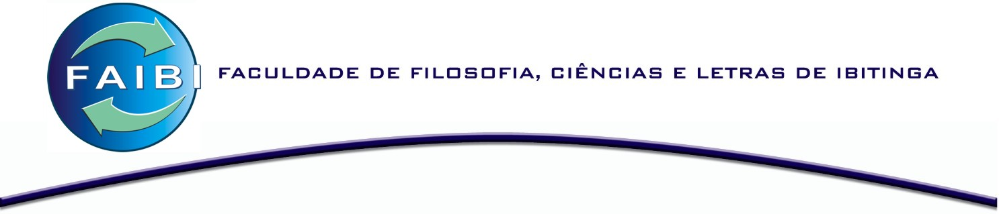 FAIBI
FACULDADE DE FILOSOFIA, CIÊNCIAS E LETRAS DE IBITINGA